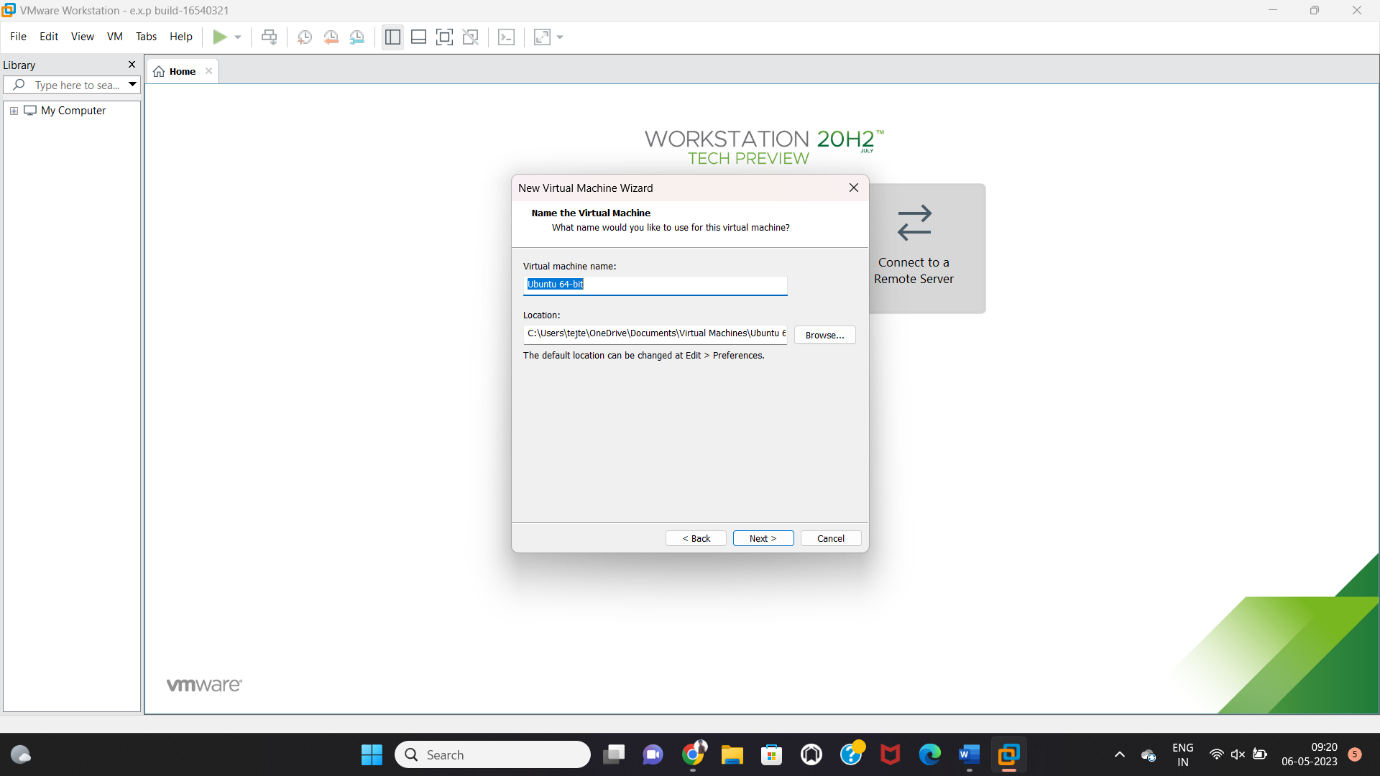 VMware Workstation - e.x.p build-16540321
File Edit View VM Tabs Help
Library
Type here to sea...
My Computer
Home
WORKSTATION 20H2™
JULY
TECH PREVIEW
New Virtual Machine Wizard
Name the Virtual Machine
What name would you like to use for this virtual machine?
Virtual machine name:
Ubuntu 64-bit
Location:
C:\Users\tejte\OneDrive\Documents\Virtual Machines\Ubuntu 6
Browse...
The default location can be changed at Edit > Preferences.
< Back Next > Cancel
Connect to a
Remote Server
vmware®
Search
ENG
IN
09:20
06-05-2023
5